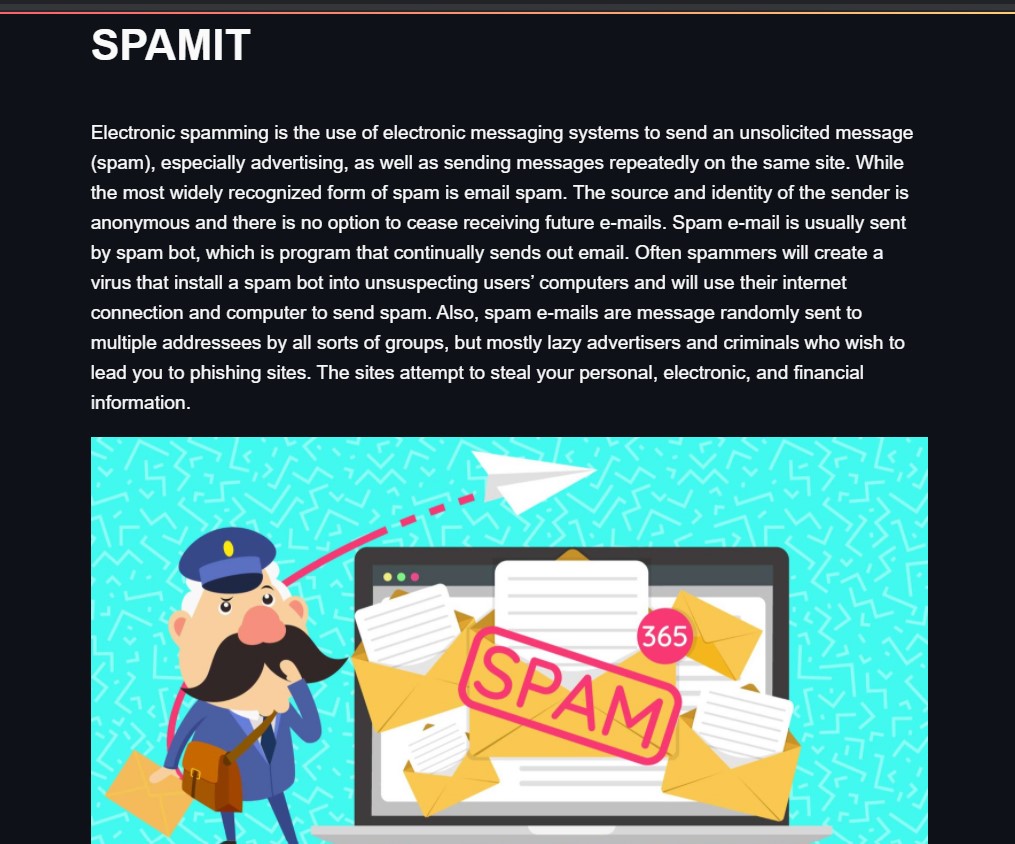 SPAMIT
Electronic spamming is the use of electronic messaging systems to send an unsolicited message
(spam), especially advertising, as well as sending messages repeatedly on the same site. While
the most widely recognized form of spam is email spam. The source and identity of the sender is
anonymous and there is no option to cease receiving future e-mails. Spam e-mail is usually sent
by spam bot, which is program that continually sends out email. Often spammers will create a
virus that install a spam bot into unsuspecting users’ computers and will use their internet
connection and computer to send spam. Also, spam e-mails are message randomly sent to
multiple addressees by all sorts of groups, but mostly lazy advertisers and criminals who wish to
lead you to phishing sites. The sites attempt to steal your personal, electronic, and financial
information.
365
SPAM